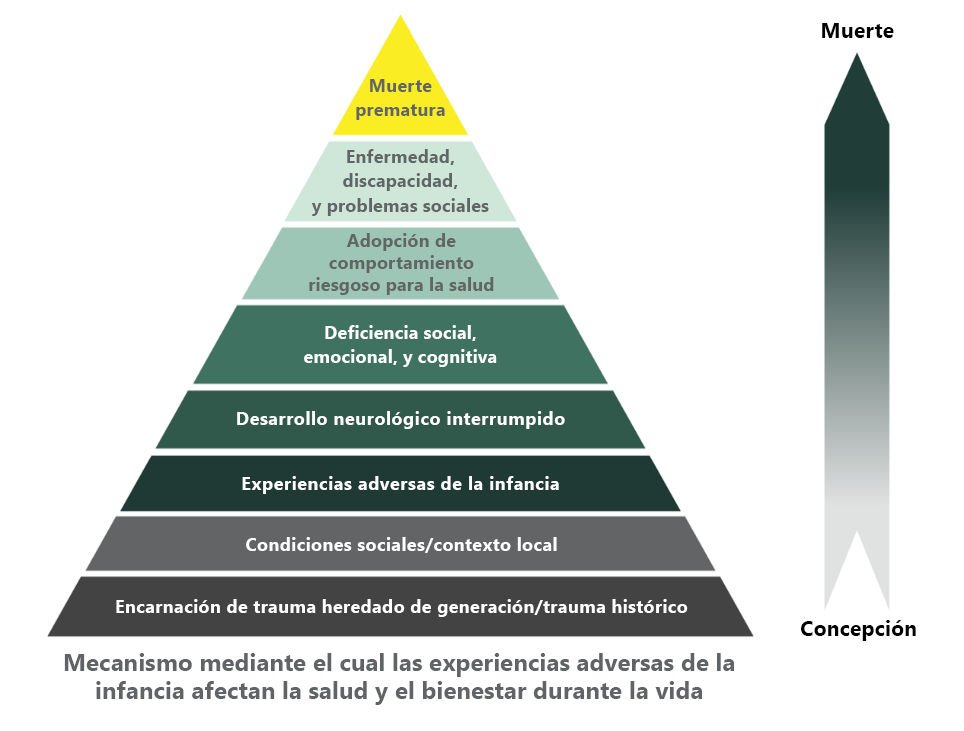 Muerte
prematura
Enfermedad,
discapacidad,
y problemas sociales
Adopción de
comportamiento
riesgoso para la salud
Deficiencia social,
emocional, y cognitiva
Desarrollo neurológico interrumpido
Experiencias adversas de la infancia
Condiciones sociales/contexto local
Encarnación de trauma heredado de generación/trauma histórico
Mecanismo mediante el cual las experiencias adversas de la
infancia afectan la salud y el bienestar durante la vida
Muerte
Concepción